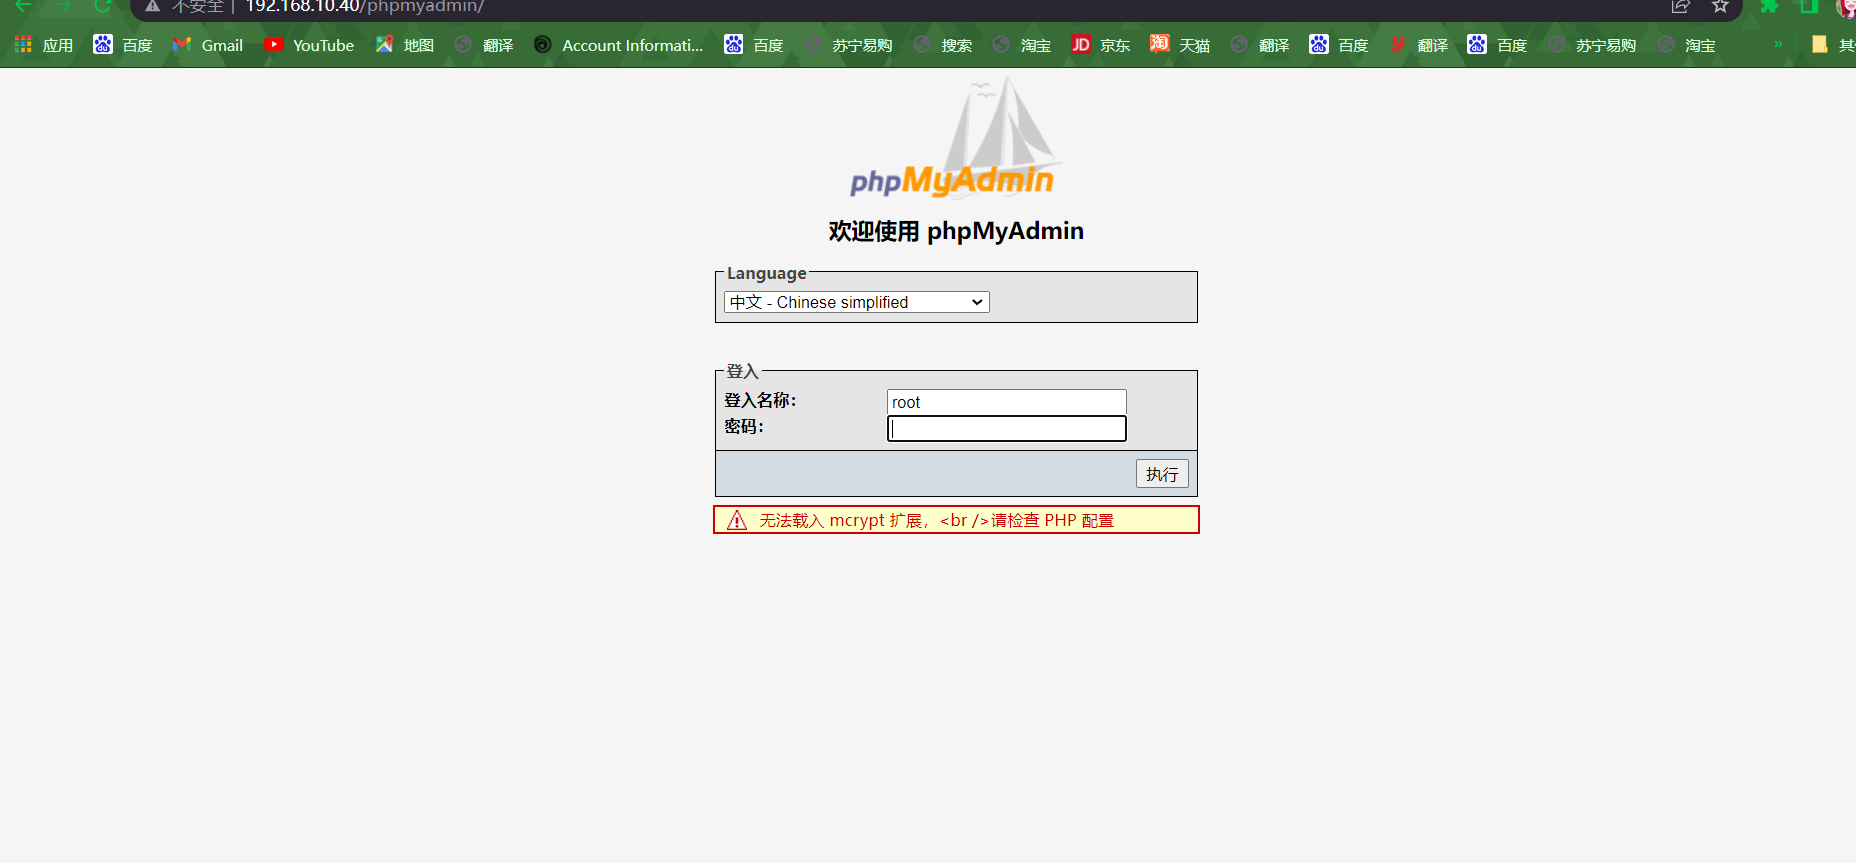 不安全 | 192.168.10.40/phpmyadmin/
应用 百度 Gmail YouTube 地图 翻译 Account Informati... 百度 苏宁易购 搜索 淘宝 JD 京东 淘 天猫 翻译 百度 翻译 百度 苏宁易购 淘宝 »
phpMyAdmin
欢迎使用 phpMyAdmin
Language
中文 - Chinese simplified
登入
登入名称: root
密码:
执行
无法载入 mcrypt 扩展，<br />请检查 PHP 配置